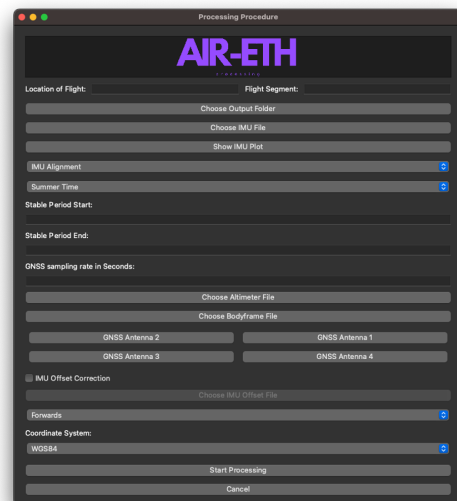 Processing Procedure
AIR-ETH
processing
Location of Flight: Flight Segment:
Choose Output Folder
Choose IMU File
Show IMU Plot
IMU Alignment
Summer Time
Stable Period Start:
Stable Period End:
GNSS sampling rate in Seconds:
Choose Altimeter File
Choose Bodyframe File
GNSS Antenna 2 GNSS Antenna 1
GNSS Antenna 3 GNSS Antenna 4
IMU Offset Correction
Choose IMU Offset File
Forwards
Coordinate System:
WGS84
Start Processing
Cancel